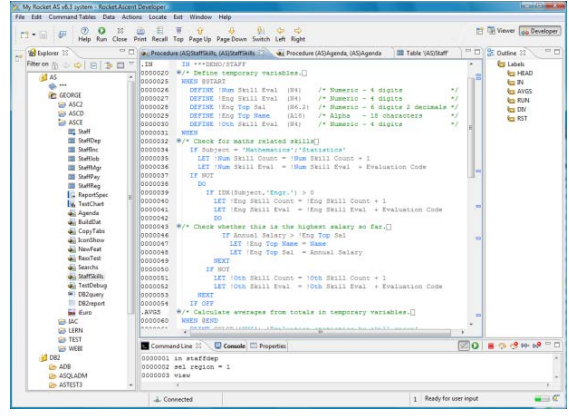 My Rocket AS v6.3 system - Rocket.Ascent Developer
File Edit Command Tables Data Actions Locate Exit Window Help
Help Run Close Print Recall Top Page Up Page Down Switch Left Right
Viewer Developer
Explorer
Filter on
AS
GEORGE
ASC2
ASCD
ASCE
Staff
StaffDep
StaffInc
StaffJob
StaffMgr
StaffPay
StaffReg
ReportSpec
TestChart
Agenda
BuildDat
CopyTabs
IconShow
NewFeat
RexxTest
Searchs
StaffSkills
TestDebug
DB2query
DB2report
iEuro
IAC
LERN
TEST
WEBI
DB2
ADB
ASQLADM
ASTEST3
Procedure (AS)StaffSkills, (AS)StaffSkills
Procedure (AS)Agenda, (AS)Agenda
Table '(AS)Staff'
.IN IN ***DEMO/STAFF
0000020 */* Define temporary variables.
0000025 WHEN @START
0000026 DEFINE !Num Skill Eval (N4) /* Numeric - 4 digits */
0000027 DEFINE !Eng Skill Eval (N4) /* Numeric - 4 digits */
0000028 DEFINE !Eng Top Sal (N6.2) /* Numeric - 6 digits 2 decimals */
0000029 DEFINE !Eng Top Name (A18) /* Alpha - 18 characters */
0000030 DEFINE !Oth Skill Eval (N4) /* Numeric - 4 digits */
0000031 WHEN
0000032 */* Check for maths related skills
0000034 IF Subject = 'Mathematics';'Statistics'
0000035 LET !Num Skill Count = !Num Skill Count + 1
0000036 LET !Num Skill Eval = !Num Skill Eval + Evaluation Code
0000037 IF NOT
0000038 DO
0000039 IF IDX(Subject,'Engr.') > 0
0000040 LET !Eng Skill Count = !Eng Skill Count + 1
0000041 LET !Eng Skill Eval = !Eng Skill Eval + Evaluation Code
0000042 DO
0000043 */* Check whether this is the highest salary so far.
0000046 IF Annual Salary > !Eng Top Sal
0000047 LET !Eng Top Name = Name
0000048 LET !Eng Top Sal = Annual Salary
0000049 NEXT
0000050 IF NOT
0000051 LET !Oth Skill Count = !Oth Skill Count + 1
0000052 LET !Oth Skill Eval = !Oth Skill Eval + Evaluation Code
0000053 NEXT
0000054 IF OFF
.AVGS */* Calculate averages from totals in temporary variables.
0000060 WHEN @END
Outline
Labels
HEAD
IN
AVGS
RUN
DIV
RST
Command Line Console Properties
0000001 in staffdep
0000002 sel region = 1
0000003 view
Connected
1 Ready for user input